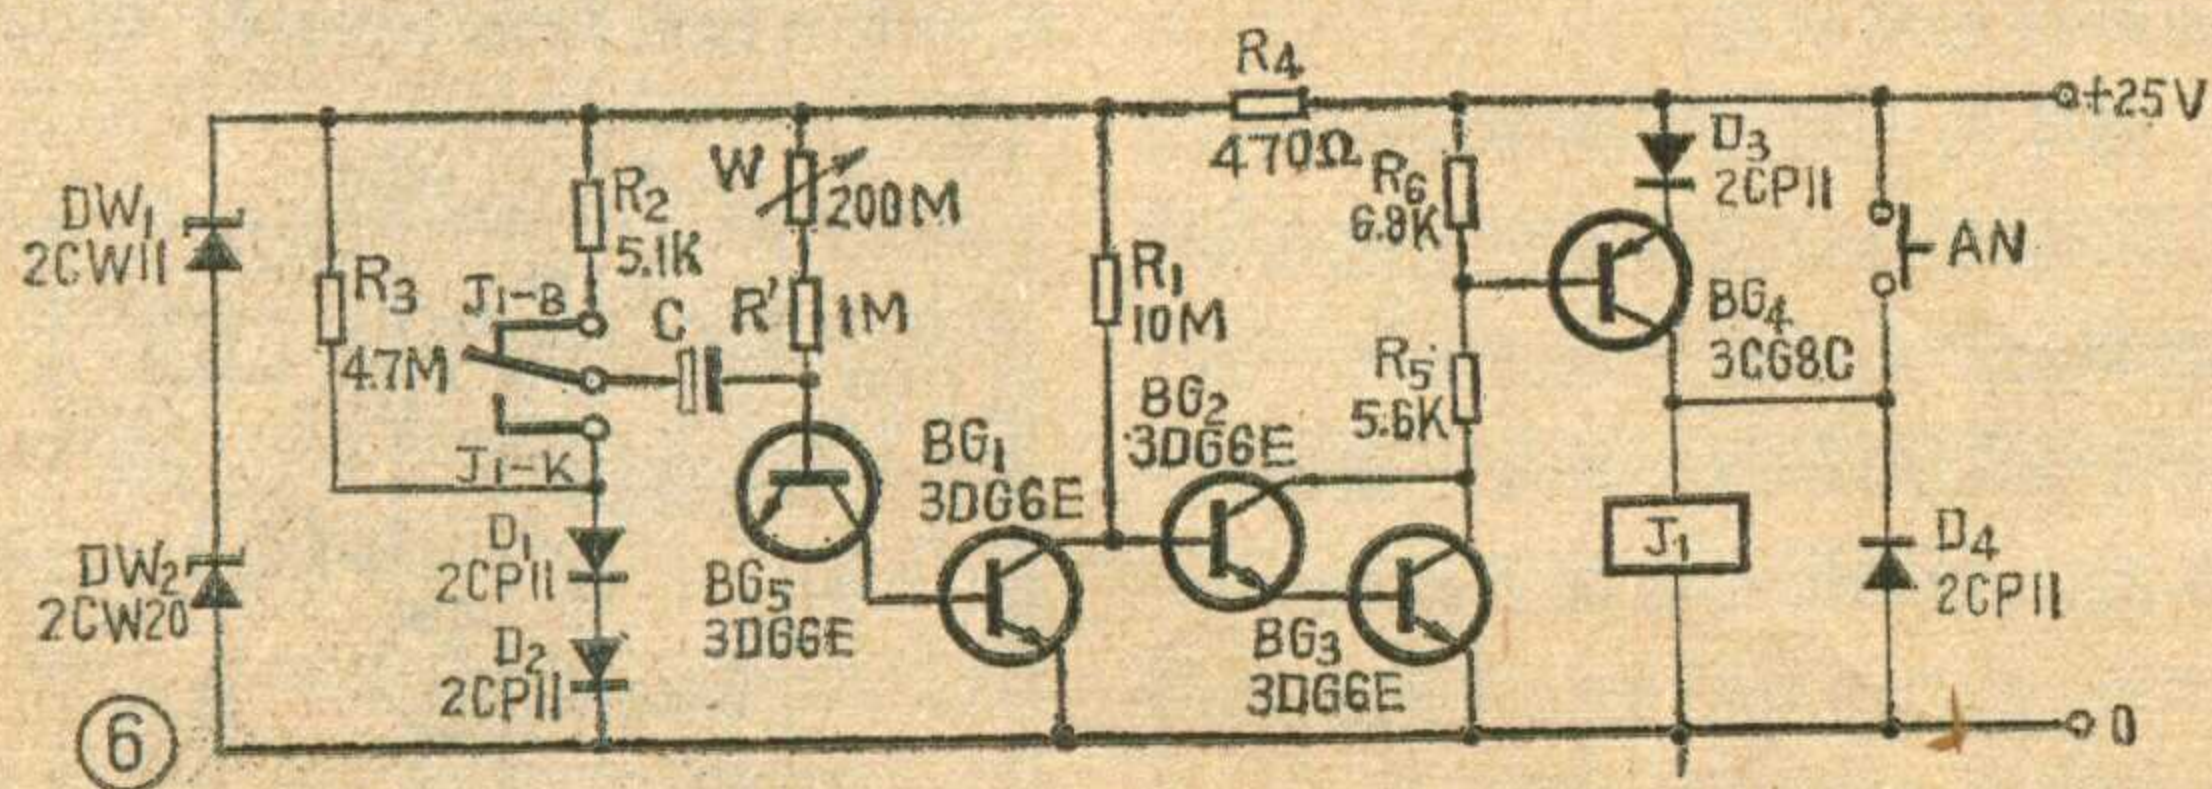 R4
470Ω
+25V
DW1
2CW11
R3
4.7M
R2
5.1K
J1-B
J1-K
C
W
200M
R'
1M
R1
10M
R6
6.8K
R5
5.6K
D3
2CP11
AN
BG4
3CG8C
BG2
3DG6E
BG1
3DG6E
BG5
3DG6E
BG3
3DG6E
DW2
2CW20
D1
2CP11
D2
2CP11
J1
D4
2CP11
0
6